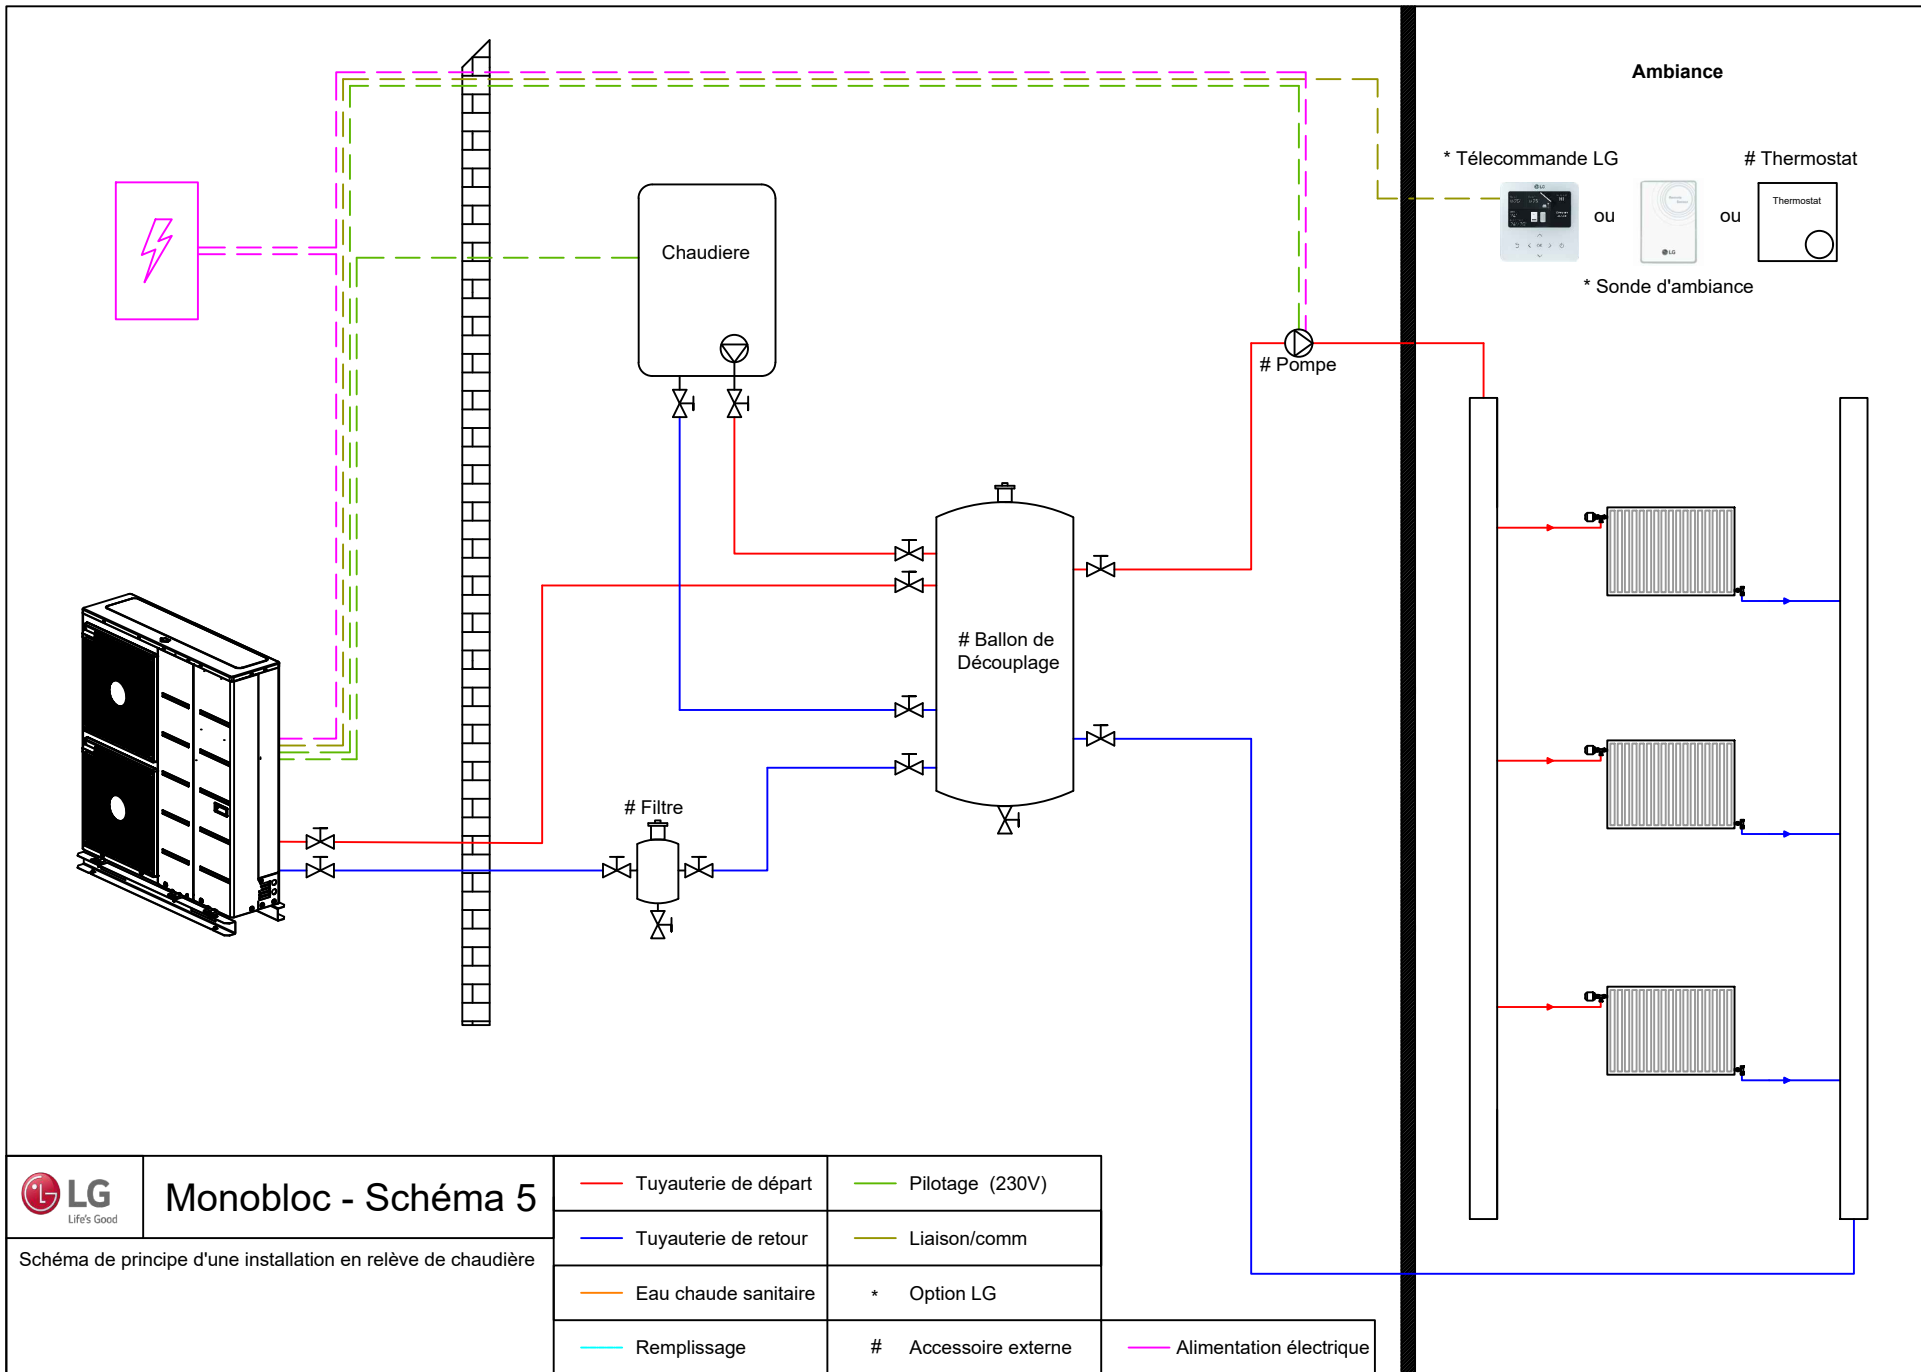 Ambiance
* Télecommande LG
# Thermostat
LG
ou
LG
ou
Thermostat
* Sonde d'ambiance
Chaudiere
# Pompe
# Ballon de
Découplage
# Filtre
LG
Life's Good
Monobloc - Schéma 5
Schéma de principe d'une installation en relève de chaudière
Tuyauterie de départ
Pilotage (230V)
Tuyauterie de retour
Liaison/comm
Eau chaude sanitaire
* Option LG
Remplissage
# Accessoire externe
Alimentation électrique